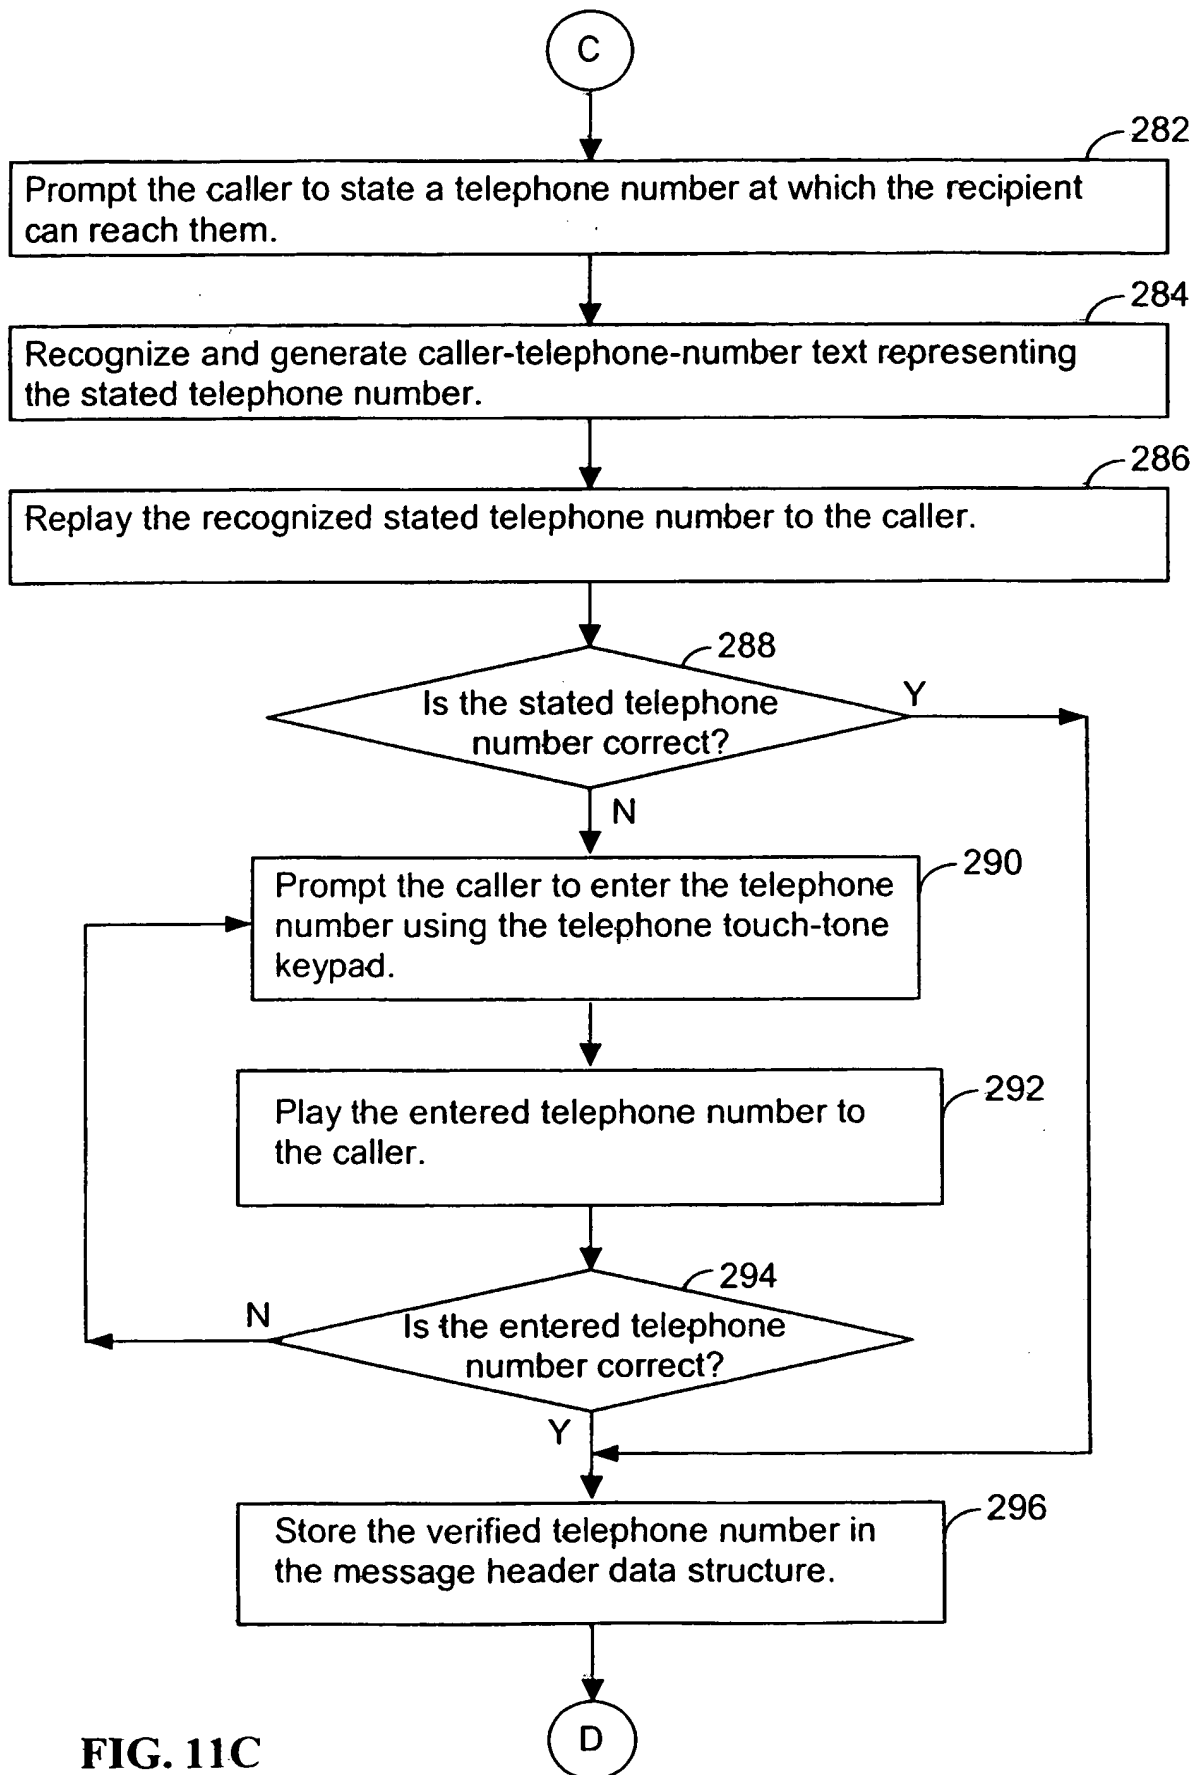 C
282
Prompt the caller to state a telephone number at which the recipient
can reach them.
284
Recognize and generate caller-telephone-number text representing
the stated telephone number.
286
Replay the recognized stated telephone number to the caller.
288
Is the stated telephone
number correct?
Y
N
290
Prompt the caller to enter the telephone
number using the telephone touch-tone
keypad.
292
Play the entered telephone number to
the caller.
294
N
Is the entered telephone
number correct?
Y
296
Store the verified telephone number in
the message header data structure.
D
FIG. 11C